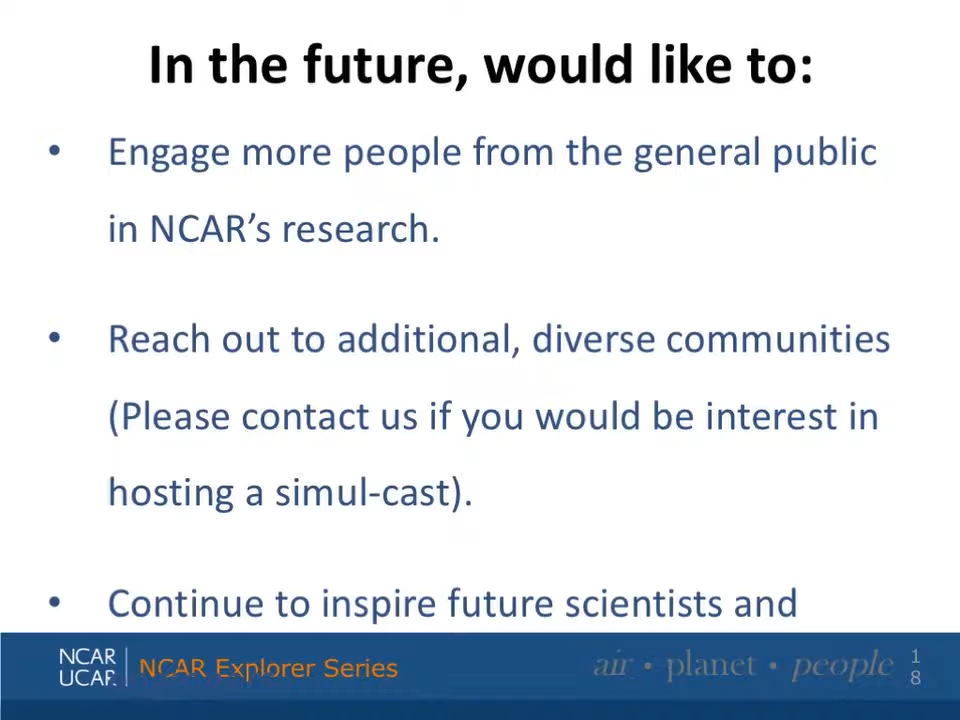 In the future, would like to:
• Engage more people from the general public
in NCAR’s research.
• Reach out to additional, diverse communities
(Please contact us if you would be interest in
hosting a simul-cast).
• Continue to inspire future scientists and
NCAR
UCAR
NCAR Explorer Series
air • planet • people
1
8